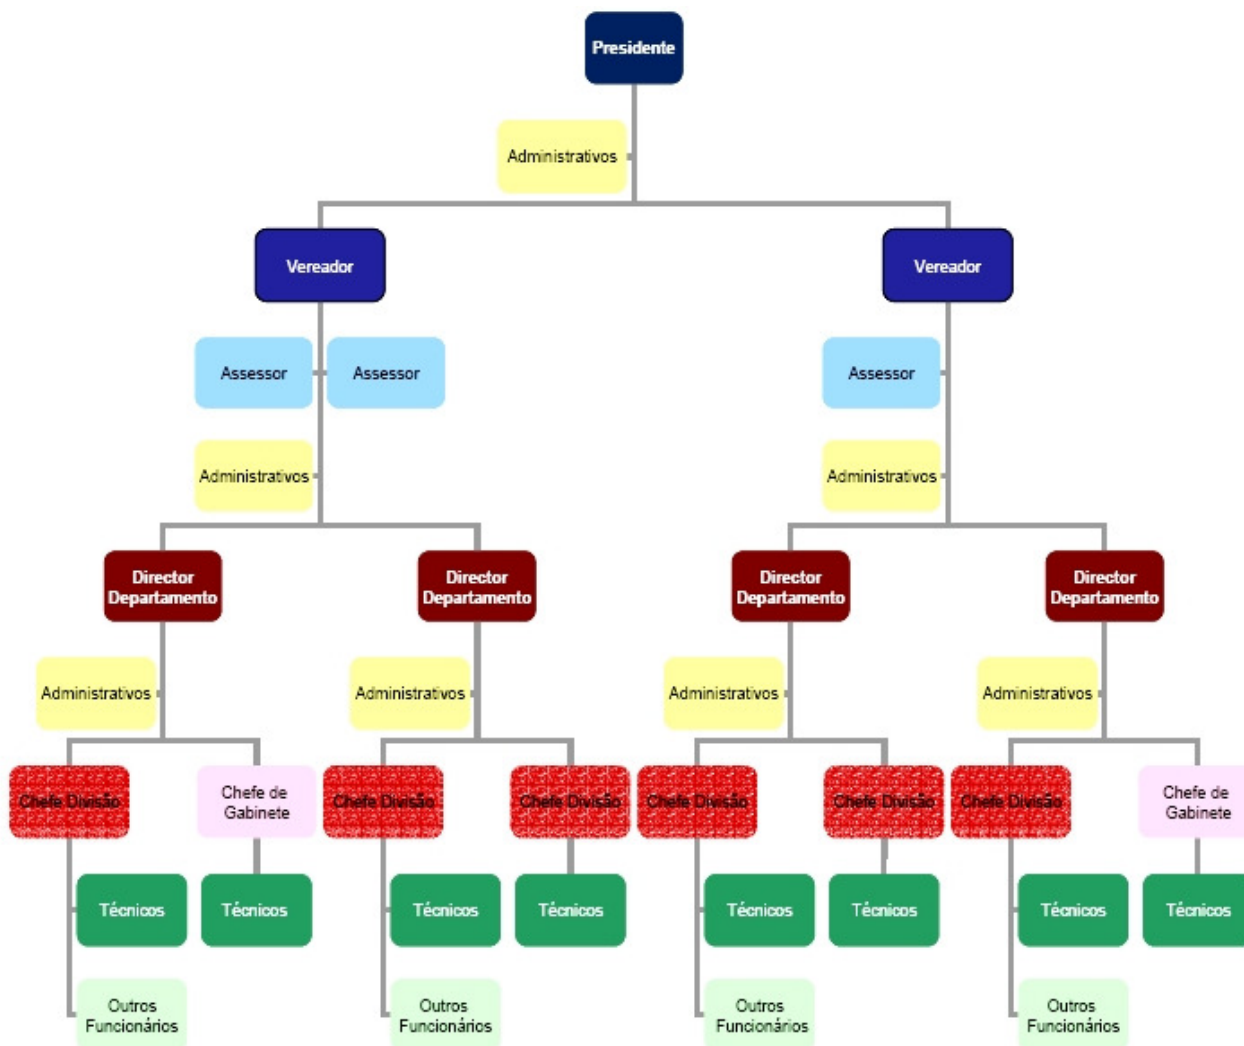 Presidente
Administrativos
Vereador
Vereador
Assessor
Assessor
Assessor
Administrativos
Administrativos
Director
Departamento
Director
Departamento
Director
Departamento
Director
Departamento
Administrativos
Administrativos
Administrativos
Administrativos
Chefe Divisão
Chefe de
Gabinete
Chefe Divisão
Chefe Divisão
Chefe Divisão
Chefe Divisão
Chefe Divisão
Chefe de
Gabinete
Técnicos
Técnicos
Técnicos
Técnicos
Técnicos
Técnicos
Técnicos
Técnicos
Outros
Funcionários
Outros
Funcionários
Outros
Funcionários
Outros
Funcionários